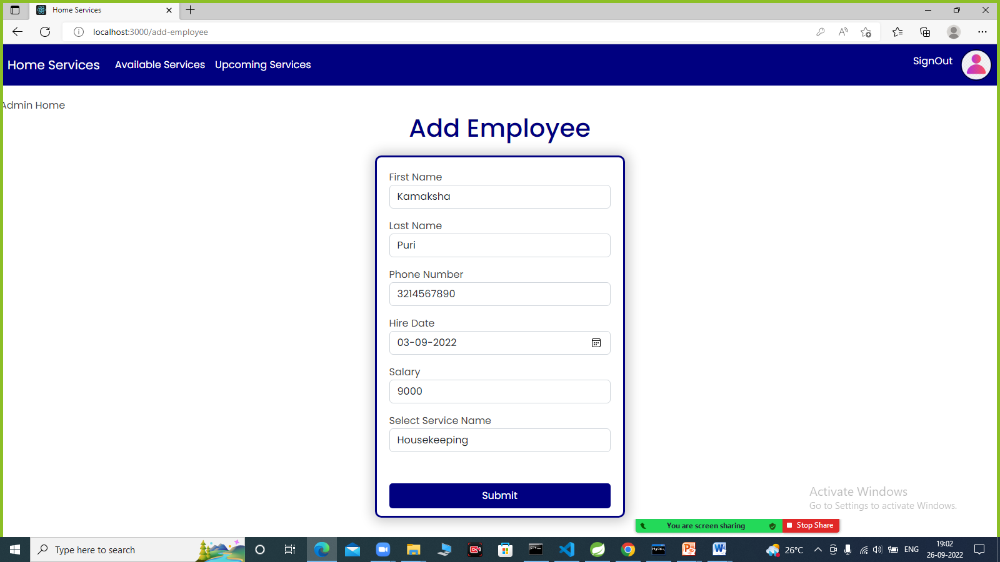 Home Services
localhost:3000/add-employee
Home Services Available Services Upcoming Services SignOut
Admin Home
Add Employee
First Name
Kamaksha
Last Name
Puri
Phone Number
3214567890
Hire Date
03-09-2022
Salary
9000
Select Service Name
Housekeeping
Submit
Activate Windows
Go to Settings to activate Windows.
You are screen sharing Stop Share
Type here to search 26°C ENG 19:02
26-09-2022